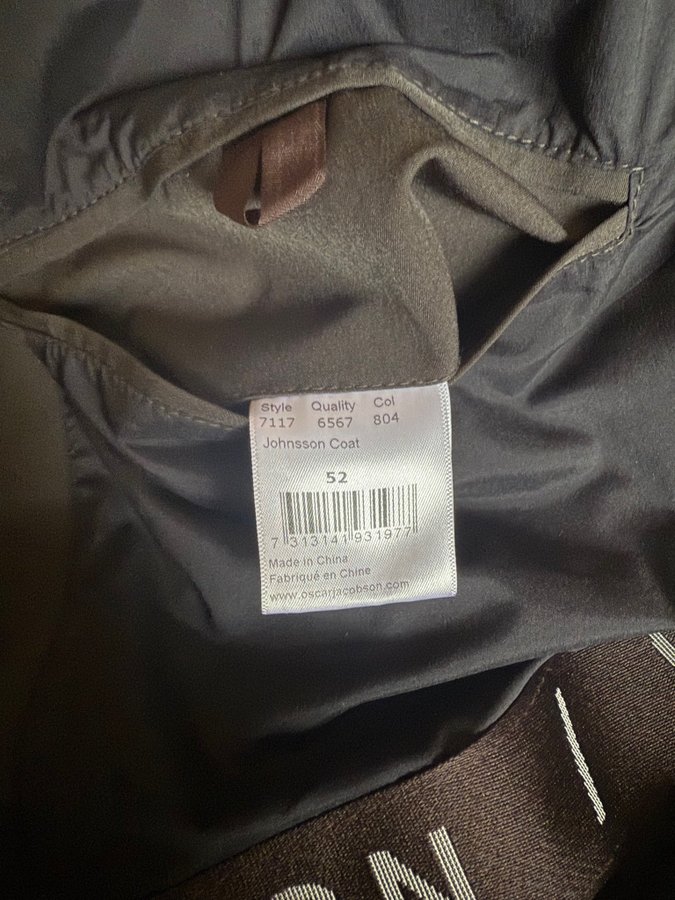 Style Quality Col
7117 6567 804
Johnsson Coat
52
7 313141 931977
Made in China
Fabriqué en Chine
www.oscarjacobson.com
ON